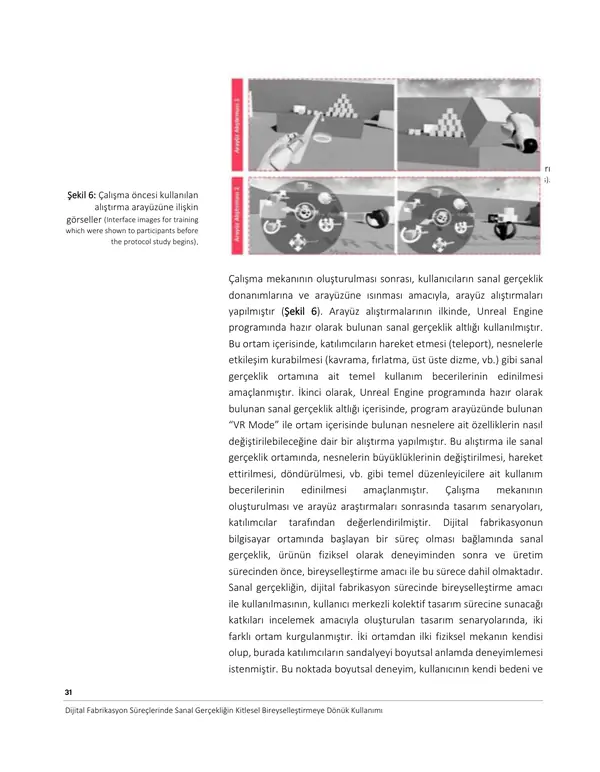 Arayüz Alıştırması 1
Arayüz Alıştırması 2
rı
s).
Şekil 6: Çalışma öncesi kullanılan
alıştırma arayüzüne ilişkin
görseller (Interface images for training
which were shown to participants before
the protocol study begins).
Çalışma mekanının oluşturulması sonrası, kullanıcıların sanal gerçeklik
donanımlarına ve arayüzüne ısınması amacıyla, arayüz alıştırmaları
yapılmıştır (Şekil 6). Arayüz alıştırmalarının ilkinde, Unreal Engine
programında hazır olarak bulunan sanal gerçeklik altlığı kullanılmıştır.
Bu ortam içerisinde, katılımcıların hareket etmesi (teleport), nesnelerle
etkileşim kurabilmesi (kavrama, fırlatma, üst üste dizme, vb.) gibi sanal
gerçeklik ortamına ait temel kullanım becerilerinin edinilmesi
amaçlanmıştır. İkinci olarak, Unreal Engine programında hazır olarak
bulunan sanal gerçeklik altlığı içerisinde, program arayüzünde bulunan
“VR Mode” ile ortam içerisinde bulunan nesnelere ait özelliklerin nasıl
değiştirilebileceğine dair bir alıştırma yapılmıştır. Bu alıştırma ile sanal
gerçeklik ortamında, nesnelerin büyüklüklerinin değiştirilmesi, hareket
ettirilmesi, döndürülmesi, vb. gibi temel düzenleyicilere ait kullanım
becerilerinin edinilmesi amaçlanmıştır. Çalışma mekanının
oluşturulması ve arayüz araştırmaları sonrasında tasarım senaryoları,
katılımcılar tarafından değerlendirilmiştir. Dijital fabrikasyonun
bilgisayar ortamında başlayan bir süreç olması bağlamında sanal
gerçeklik, ürünün fiziksel olarak deneyiminden sonra ve üretim
sürecinden önce, bireyselleştirme amacı ile bu sürece dahil olmaktadır.
Sanal gerçekliğin, dijital fabrikasyon sürecinde bireyselleştirme amacı
ile kullanılmasının, kullanıcı merkezli kolektif tasarım sürecine sunacağı
katkıları incelemek amacıyla oluşturulan tasarım senaryolarında, iki
farklı ortam kurgulanmıştır. İki ortamdan ilki fiziksel mekanın kendisi
olup, burada katılımcıların sandalyeyi boyutsal anlamda deneyimlemesi
istenmiştir. Bu noktada boyutsal deneyim, kullanıcının kendi bedeni ve
31
Dijital Fabrikasyon Süreçlerinde Sanal Gerçekliğin Kitlesel Bireyselleştirmeye Dönük Kullanımı